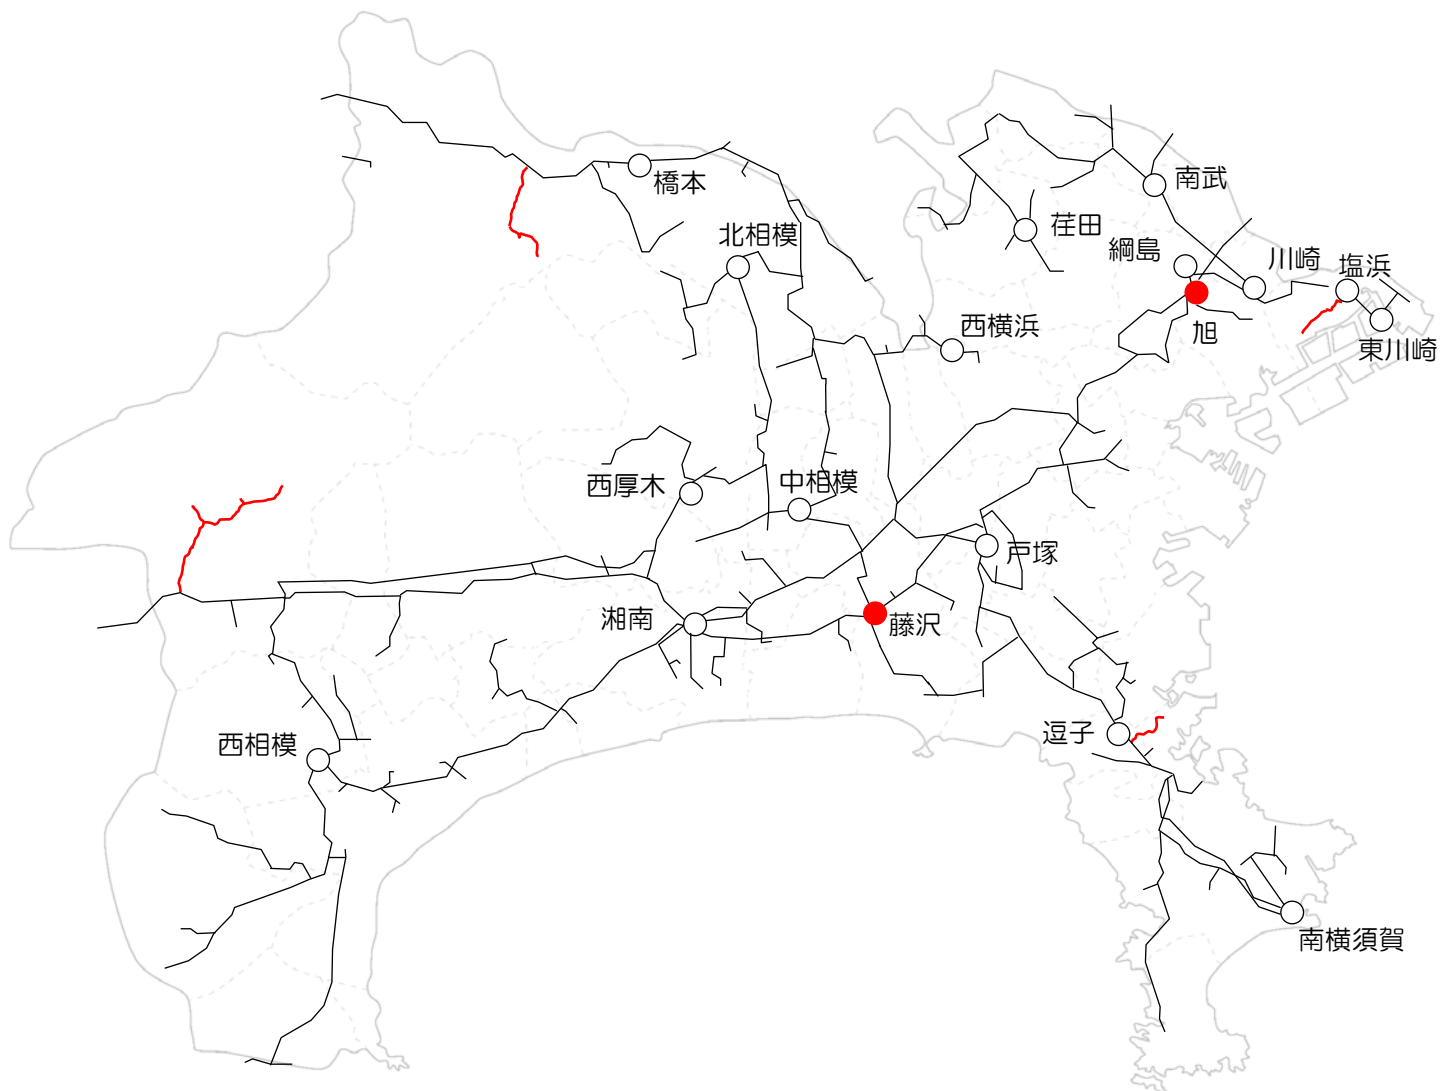 南武
橋本
荏田
北相模
綱島
川崎
塩浜
西横浜
旭
東川崎
西厚木
中相模
戸塚
湘南
藤沢
逗子
西相模
南横須賀